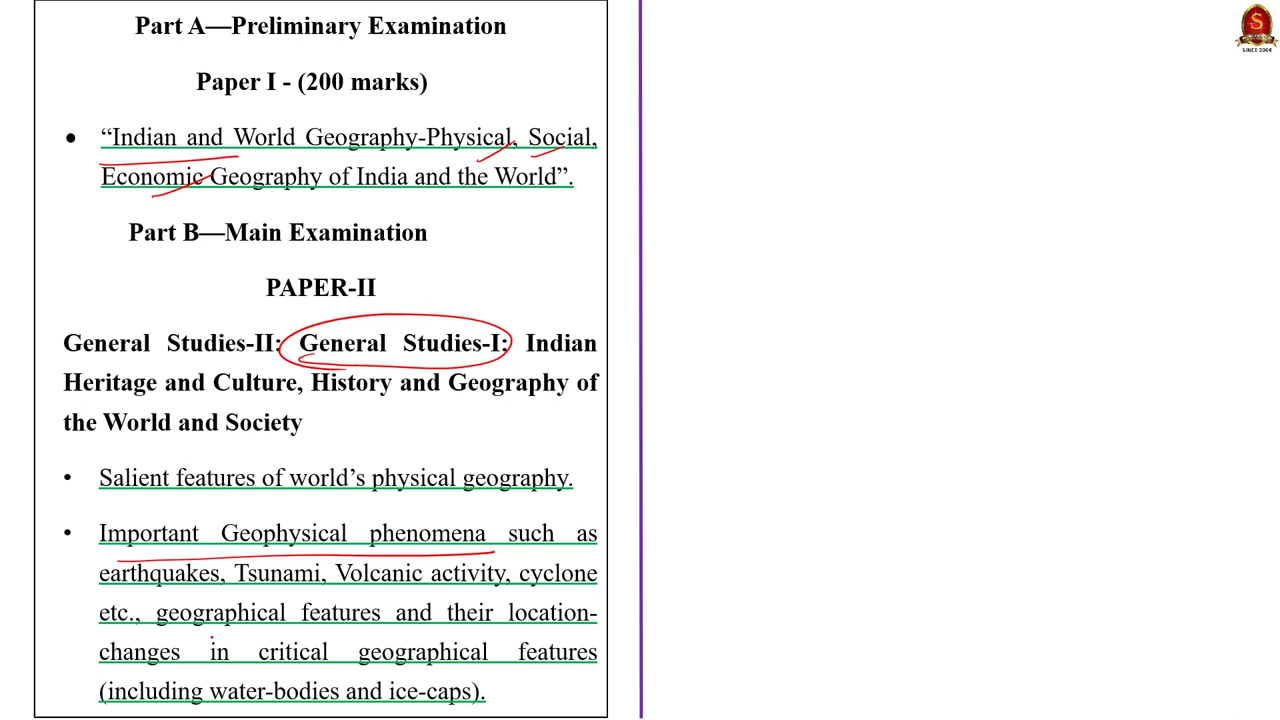 Part A—Preliminary Examination
Paper I - (200 marks)
• “Indian and World Geography-Physical, Social,
Economic Geography of India and the World”.
Part B—Main Examination
PAPER-II
General Studies-II: General Studies-I: Indian
Heritage and Culture, History and Geography of
the World and Society
• Salient features of world’s physical geography.
• Important Geophysical phenomena such as
earthquakes, Tsunami, Volcanic activity, cyclone
etc., geographical features and their location-
changes in critical geographical features
(including water-bodies and ice-caps).
S
SINCE 2004